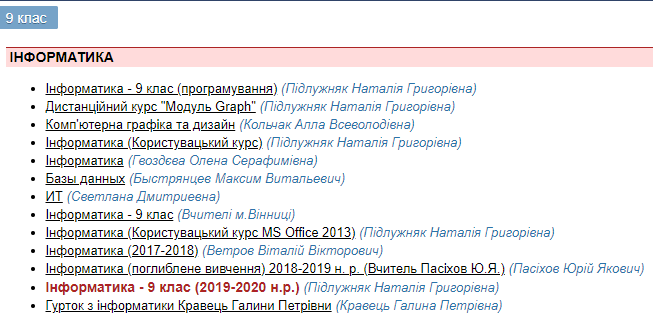 9 клас
ІНФОРМАТИКА
Інформатика - 9 клас (програмування) (Підлужняк Наталія Григорівна)
Дистанційний курс "Модуль Graph" (Підлужняк Наталія Григорівна)
Комп'ютерна графіка та дизайн (Кольчак Алла Всеволодівна)
Інформатика (Користувацький курс) (Підлужняк Наталія Григорівна)
Інформатика (Гвоздєва Олена Серафимівна)
Базы данных (Быстрянцев Максим Витальевич)
ИТ (Светлана Дмитриевна)
Інформатика - 9 клас (Вчителі м.Вінниці)
Інформатика (Користувацький курс MS Office 2013) (Підлужняк Наталія Григорівна)
Інформатика (2017-2018) (Ветров Віталій Вікторович)
Інформатика (поглиблене вивчення) 2018-2019 н. р. (Вчитель Пасіхов Ю.Я.) (Пасіхов Юрій Якович)
Інформатика - 9 клас (2019-2020 н.р.) (Підлужняк Наталія Григорівна)
Гурток з інформатики Кравець Галини Петрівни (Кравець Галина Петрівна)